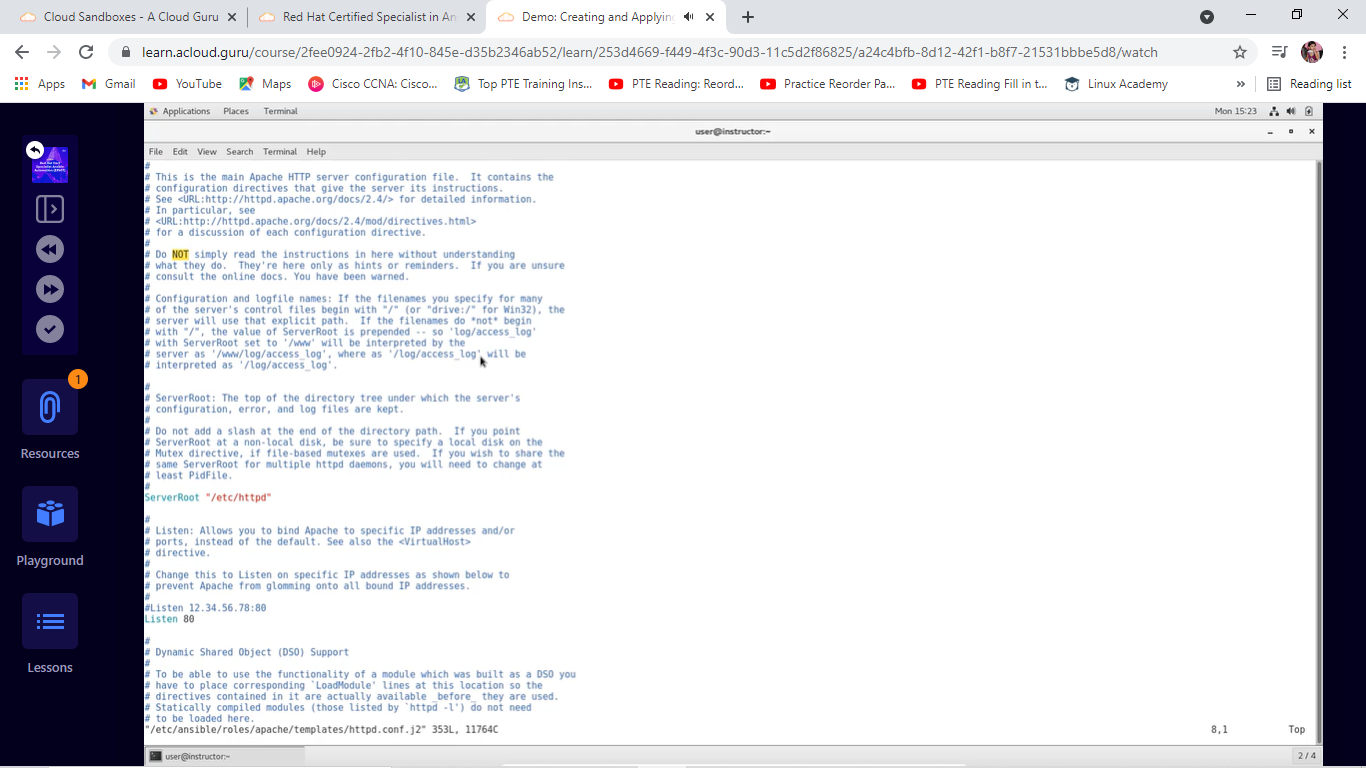 Cloud Sandboxes - A Cloud Guru
Red Hat Certified Specialist in An
Demo: Creating and Applying
learn.acloud.guru/course/2fee0924-2fb2-4f10-845e-d35b2346ab52/learn/253d4669-f449-4f3c-90d3-11c5d2f86825/a24c4bfb-8d12-42f1-b8f7-21531bbbe5d8/watch
Apps Gmail YouTube Maps Cisco CCNA: Cisco... Top PTE Training Ins... PTE Reading: Reord... Practice Reorder Pa... PTE Reading Fill in t... Linux Academy » Reading list
Applications Places Terminal Mon 15:23
user@instructor:~
File Edit View Search Terminal Help
#
# This is the main Apache HTTP server configuration file.  It contains the
# configuration directives that give the server its instructions.
# See <URL:http://httpd.apache.org/docs/2.4/> for detailed information.
# In particular, see
# <URL:http://httpd.apache.org/docs/2.4/mod/directives.html>
# for a discussion of each configuration directive.
#
# Do NOT simply read the instructions in here without understanding
# what they do.  They're here only as hints or reminders.  If you are unsure
# consult the online docs. You have been warned.
#
# Configuration and logfile names: If the filenames you specify for many
# of the server's control files begin with "/" (or "drive:/" for Win32), the
# server will use that explicit path.  If the filenames do *not* begin
# with "/", the value of ServerRoot is prepended -- so 'log/access_log'
# with ServerRoot set to '/www' will be interpreted by the
# server as '/www/log/access_log', where as '/log/access_log' will be
# interpreted as '/log/access_log'.
#
# ServerRoot: The top of the directory tree under which the server's
# configuration, error, and log files are kept.
#
# Do not add a slash at the end of the directory path.  If you point
# ServerRoot at a non-local disk, be sure to specify a local disk on the
# Mutex directive, if file-based mutexes are used.  If you wish to share the
# same ServerRoot for multiple httpd daemons, you will need to change at
# least PidFile.
#
ServerRoot "/etc/httpd"
#
# Listen: Allows you to bind Apache to specific IP addresses and/or
# ports, instead of the default. See also the <VirtualHost>
# directive.
#
# Change this to Listen on specific IP addresses as shown below to
# prevent Apache from glomming onto all bound IP addresses.
#
#Listen 12.34.56.78:80
Listen 80
#
# Dynamic Shared Object (DSO) Support
#
# To be able to use the functionality of a module which was built as a DSO you
# have to place corresponding `LoadModule' lines at this location so the
# directives contained in it are actually available _before_ they are used.
# Statically compiled modules (those listed by `httpd -l') do not need
# to be loaded here.
"/etc/ansible/roles/apache/templates/httpd.conf.j2" 353L, 11764C 8,1 Top
user@instructor:~ 2 / 4
1
Resources
Playground
Lessons